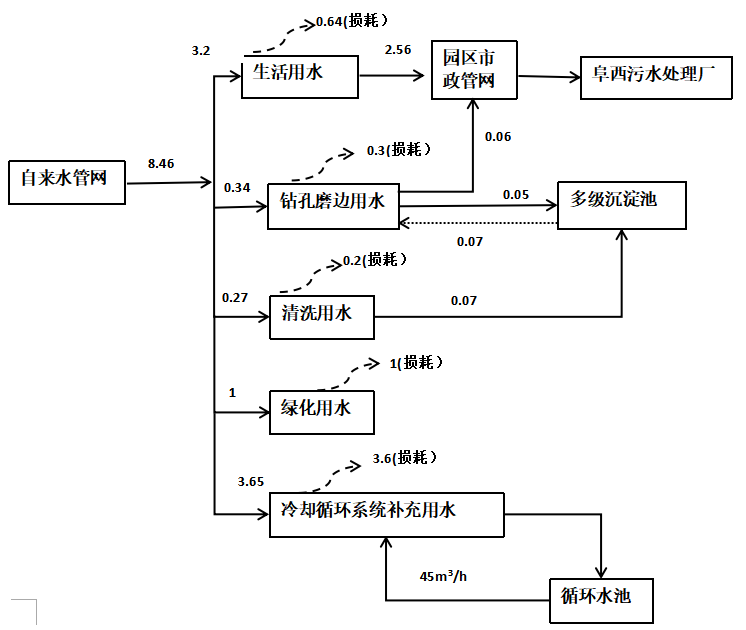 0.64(损耗)
3.2
2.56
生活用水
园区市
政管网
阜西污水处理厂
0.06
8.46
0.3(损耗)
自来水管网
0.34
钻孔磨边用水
0.05
多级沉淀池
0.07
0.2(损耗)
0.27
清洗用水
0.07
1(损耗)
1
绿化用水
3.6(损耗)
3.65
冷却循环系统补充用水
45m³/h
循环水池